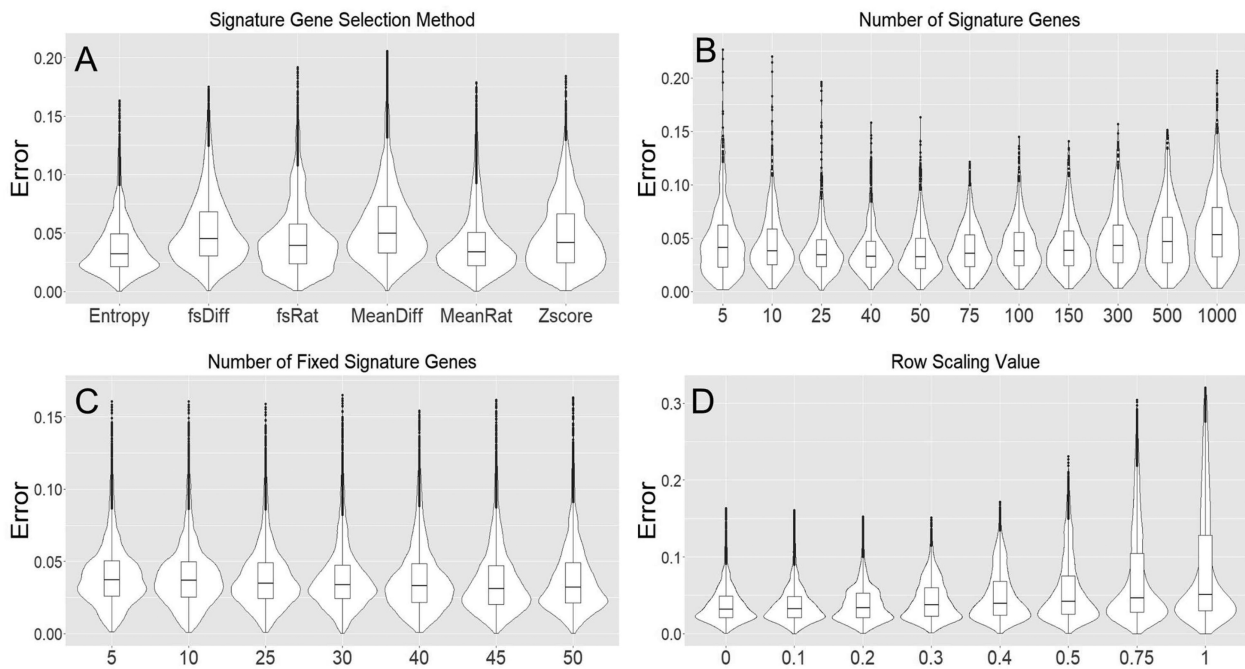 Signature Gene Selection Method
A
Error
0.20
0.15
0.10
0.05
0.00
Entropy fsDiff fsRat MeanDiff MeanRat Zscore
Number of Signature Genes
B
Error
0.20
0.15
0.10
0.05
0.00
5 10 25 40 50 75 100 150 300 500 1000
Number of Fixed Signature Genes
C
Error
0.15
0.10
0.05
0.00
5 10 25 30 40 45 50
Row Scaling Value
D
Error
0.3
0.2
0.1
0.0
0 0.1 0.2 0.3 0.4 0.5 0.75 1